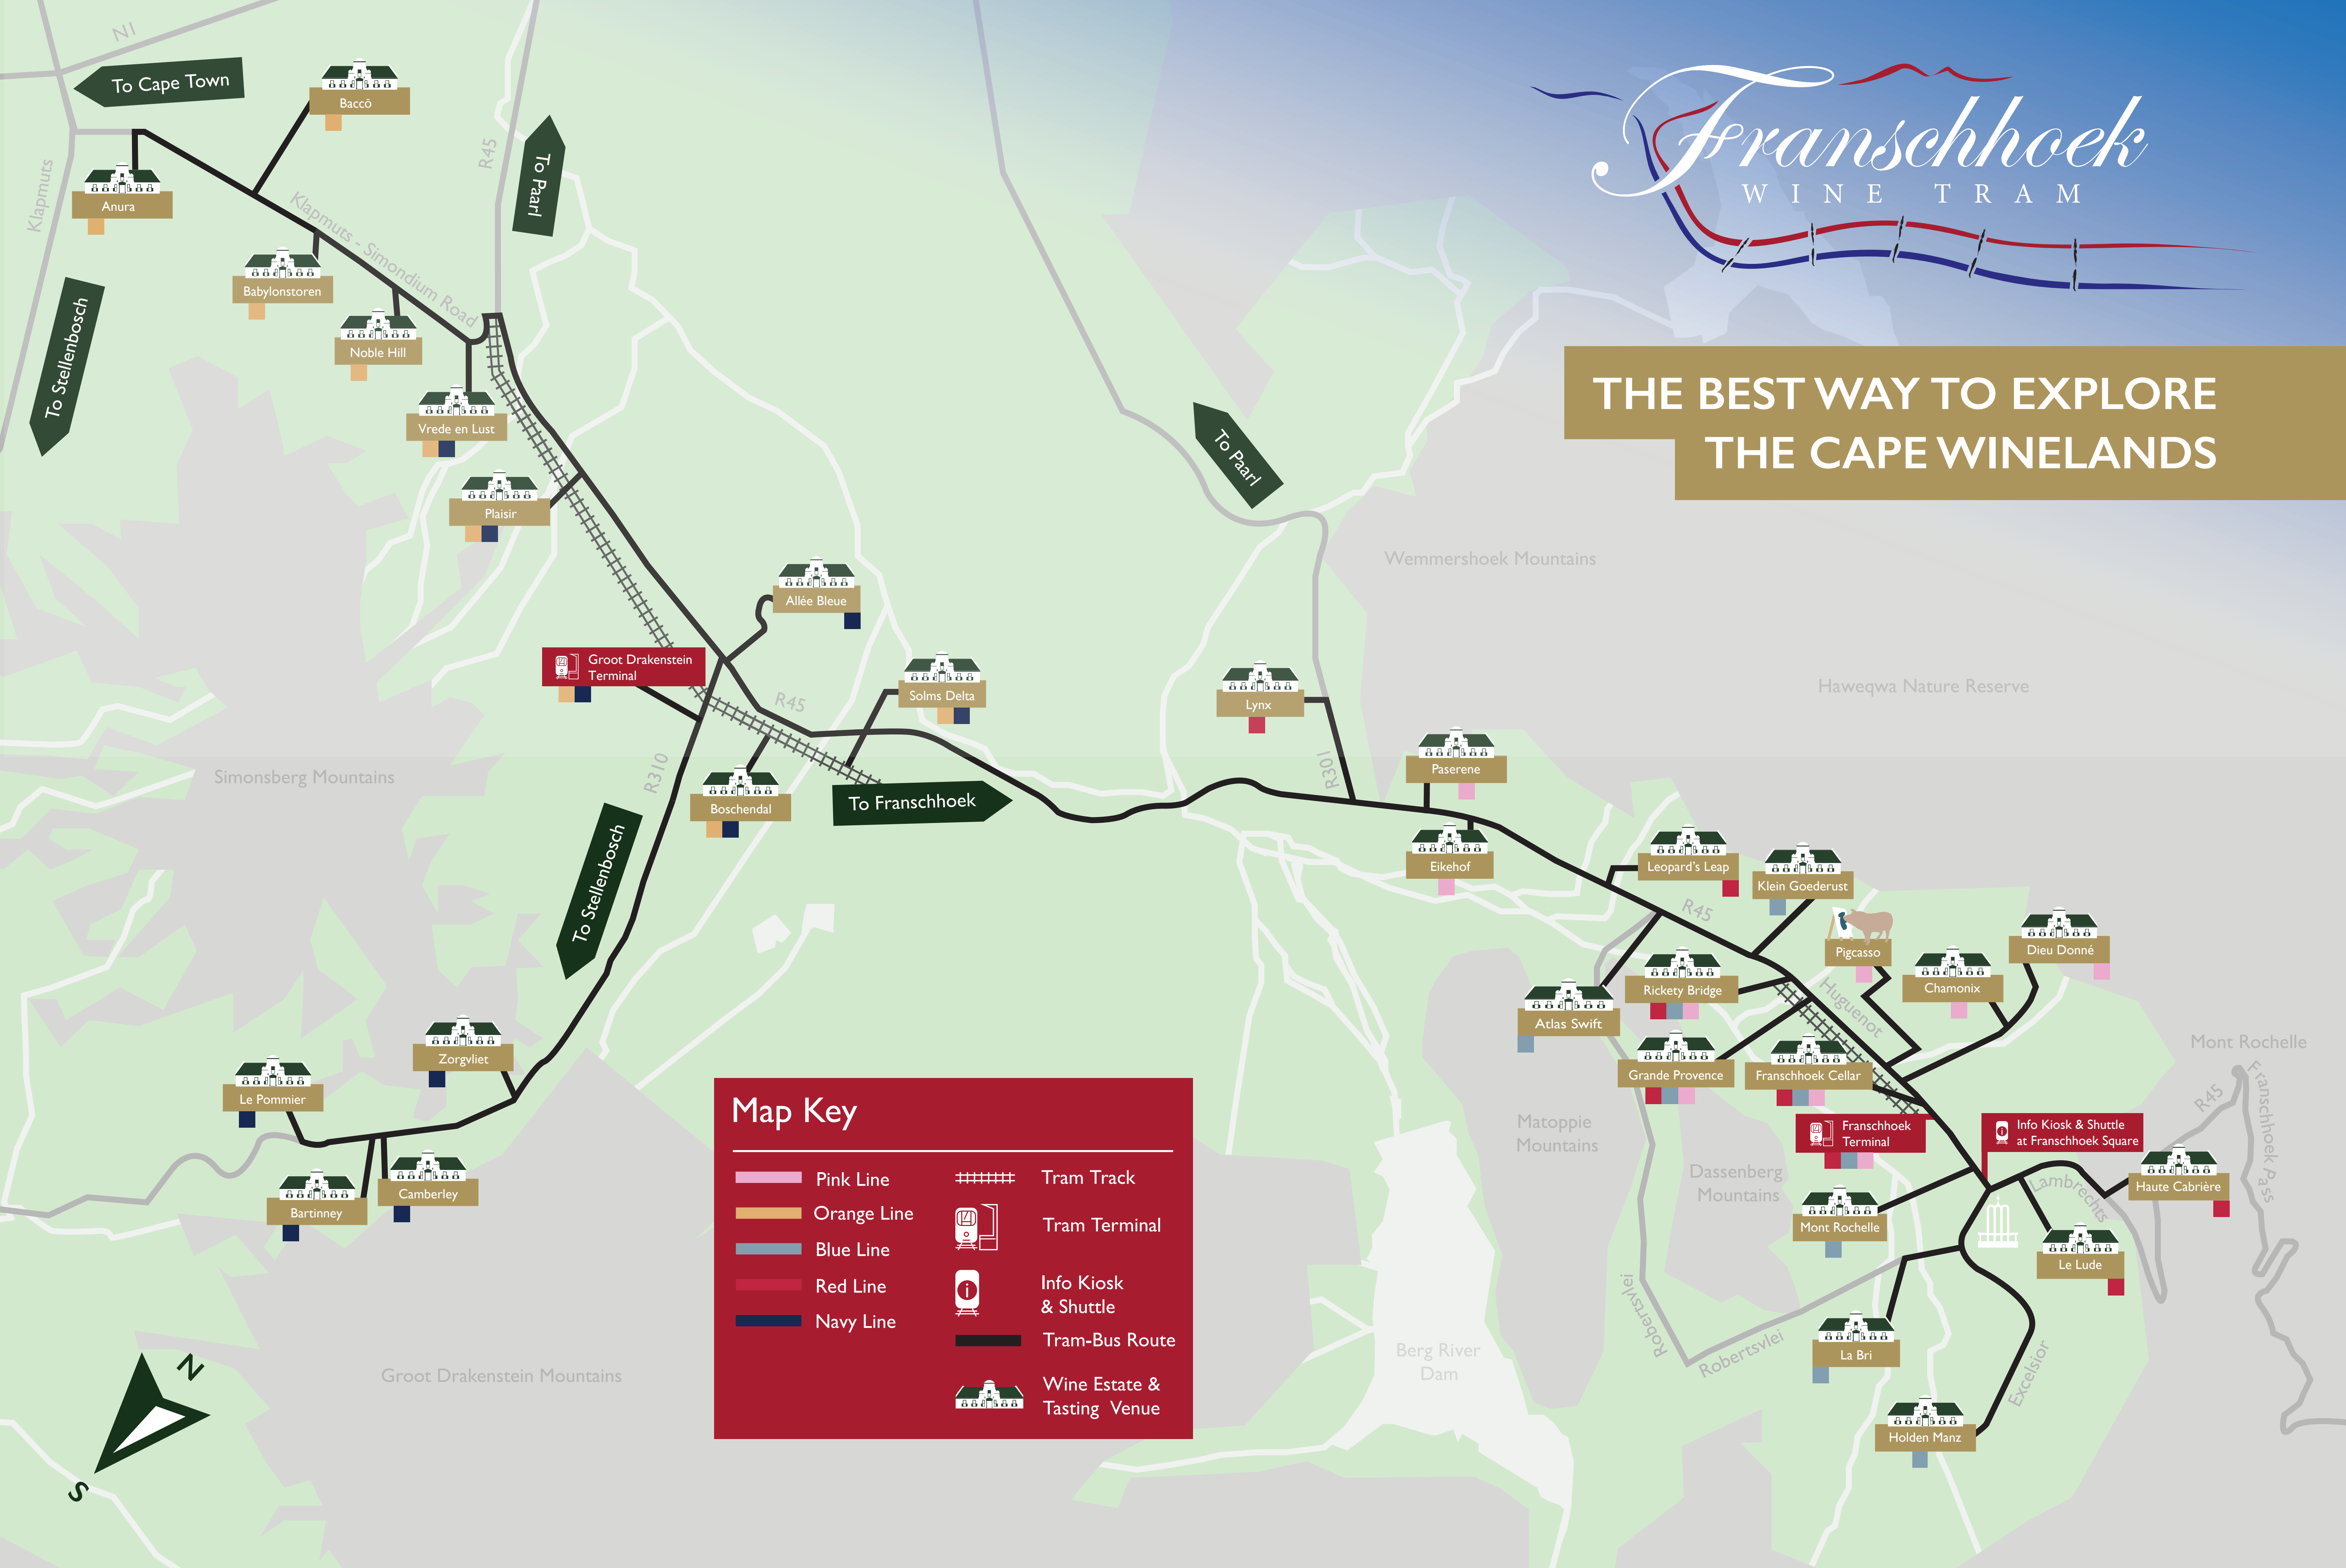 N1
To Cape Town
Baccō
R45
To Paarl
Klapmuts
Anura
Klapmuts - Simondium Road
Babylonstoren
To Stellenbosch
Noble Hill
Vrede en Lust
Plaisir
Franschhoek
WINE TRAM
THE BEST WAY TO EXPLORE
THE CAPE WINELANDS
To Paarl
Wemmershoek Mountains
Haweqwa Nature Reserve
Allée Bleue
Groot Drakenstein
Terminal
R45
Solms Delta
Lynx
R301
Paserene
Simonsberg Mountains
R310
Boschendal
To Franschhoek
To Stellenbosch
Eikehof
Leopard's Leap
Klein Goederust
R45
Pigcasso
Dieu Donné
Chamonix
Rickety Bridge
Huguenot
Atlas Swift
Grande Provence
Franschhoek Cellar
Mont Rochelle
R45
Franschhoek Pass
Zorgvliet
Le Pommier
Bartinney
Camberley
Matoppie
Mountains
Dassenberg
Mountains
Franschhoek
Terminal
i
Info Kiosk & Shuttle
at Franschhoek Square
Haute Cabrière
Lambrechts
Mont Rochelle
Le Lude
Robertsvlei
Robertsvlei
La Bri
Excelsior
Holden Manz
Berg River
Dam
Groot Drakenstein Mountains
N
S
Map Key
Pink Line
Orange Line
Blue Line
Red Line
Navy Line
Tram Track
Tram Terminal
i
Info Kiosk
& Shuttle
Tram-Bus Route
Wine Estate &
Tasting Venue